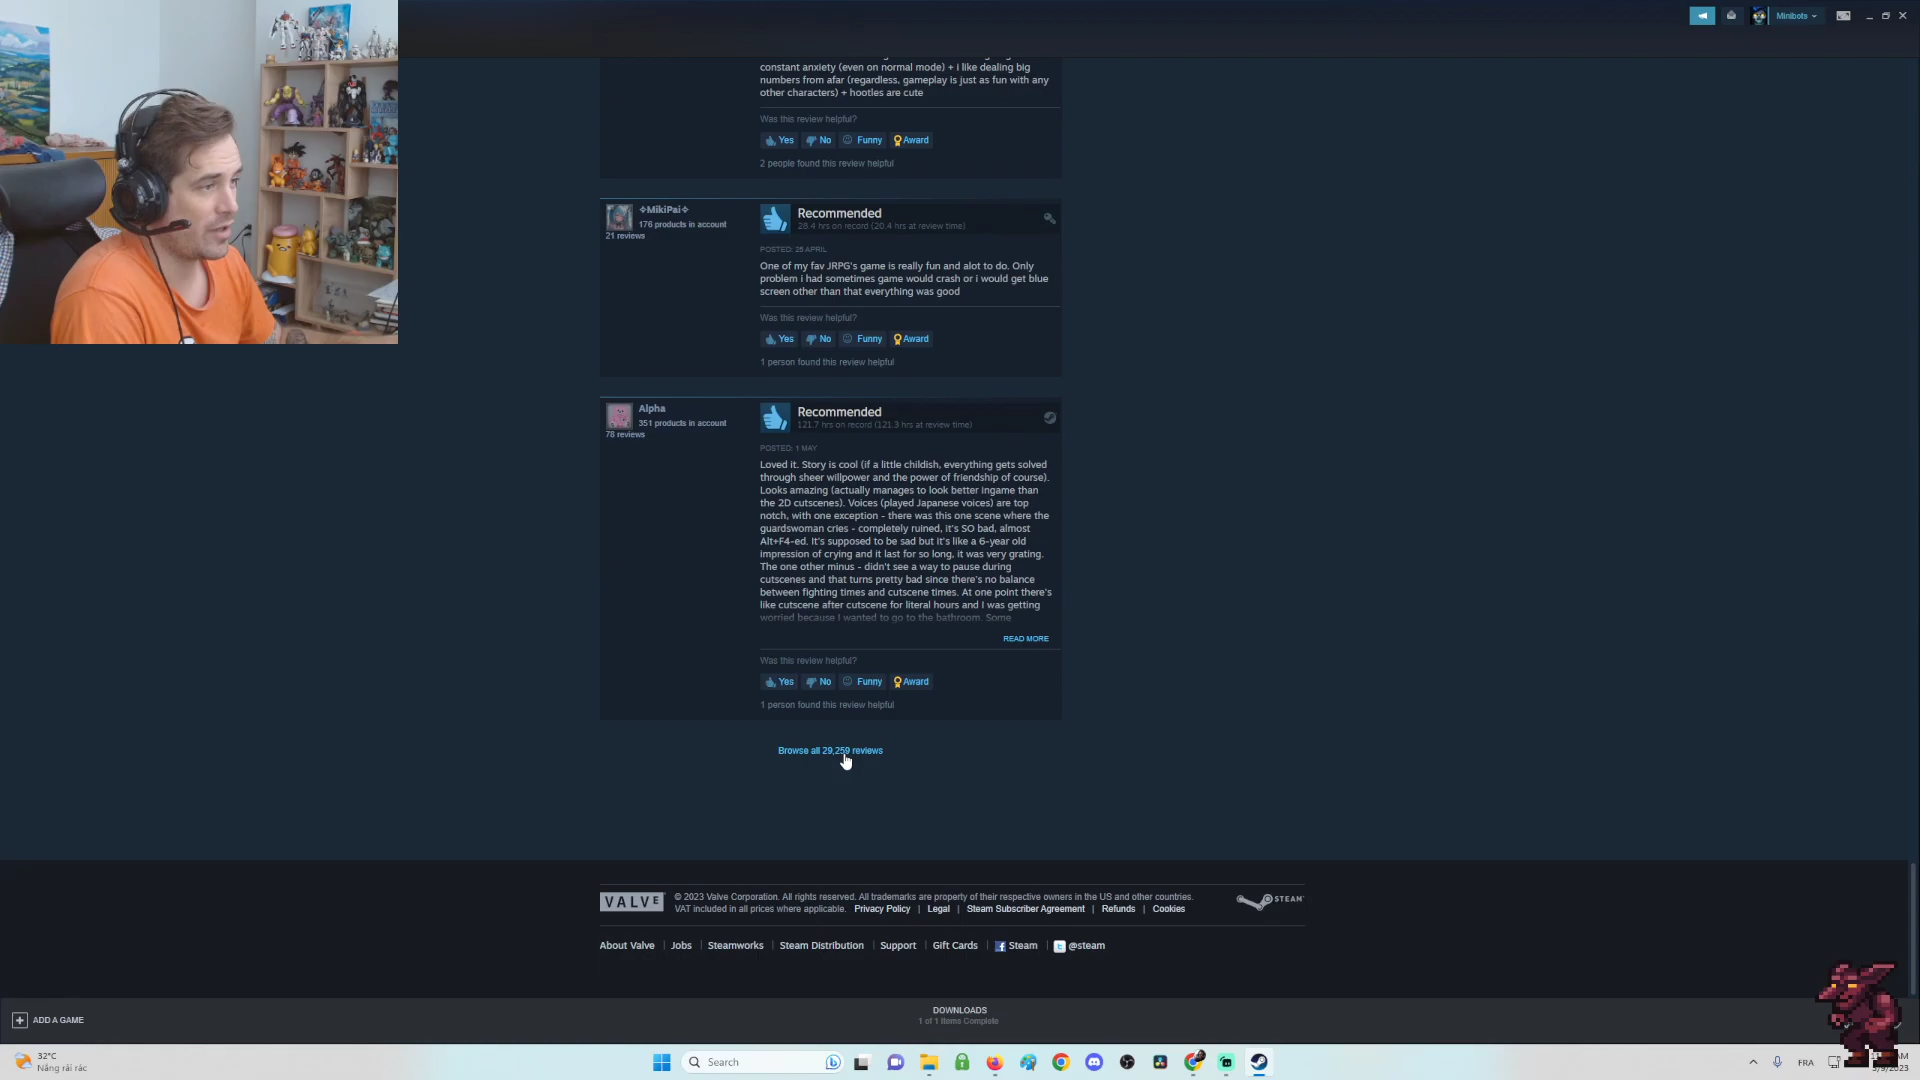 Minibots
constant anxiety (even on normal mode) + i like dealing big
numbers from afar (regardless, gameplay is just as fun with any
other characters) + hootles are cute
Was this review helpful?
Yes No Funny Award
2 people found this review helpful
✧MikiPai✧
176 products in account
21 reviews
Recommended
28.4 hrs on record (20.4 hrs at review time)
POSTED: 26 APRIL
One of my fav JRPG's game is really fun and alot to do. Only
problem i had sometimes game would crash or i would get blue
screen other than that everything was good
Was this review helpful?
Yes No Funny Award
1 person found this review helpful
Alpha
351 products in account
78 reviews
Recommended
121.7 hrs on record (121.3 hrs at review time)
POSTED: 1 MAY
Loved it. Story is cool (if a little childish, everything gets solved
through sheer willpower and the power of friendship of course).
Looks amazing (actually manages to look better ingame than
the 2D cutscenes). Voices (played Japanese voices) are top
notch, with one exception - there was this one scene where the
guardswoman cries - completely ruined, it's SO bad, almost
Alt+F4-ed. It's supposed to be sad but it's like a 6-year old
impression of crying and it last for so long, it was very grating.
The one other minus - didn't see a way to pause during
cutscenes and that turns pretty bad since there's no balance
between fighting times and cutscene times. At one point there's
like cutscene after cutscene for literal hours and I was getting
worried because I wanted to go to the bathroom. Some
READ MORE
Was this review helpful?
Yes No Funny Award
1 person found this review helpful
Browse all 29,259 reviews
VALVE
© 2023 Valve Corporation. All rights reserved. All trademarks are property of their respective owners in the US and other countries.
VAT included in all prices where applicable. Privacy Policy | Legal | Steam Subscriber Agreement | Refunds | Cookies
STEAM
About Valve | Jobs | Steamworks | Steam Distribution | Support | Gift Cards | Steam | @steam
ADD A GAME
DOWNLOADS
1 of 1 Items Complete
32°C
Nắng rải rác
Search
FRA